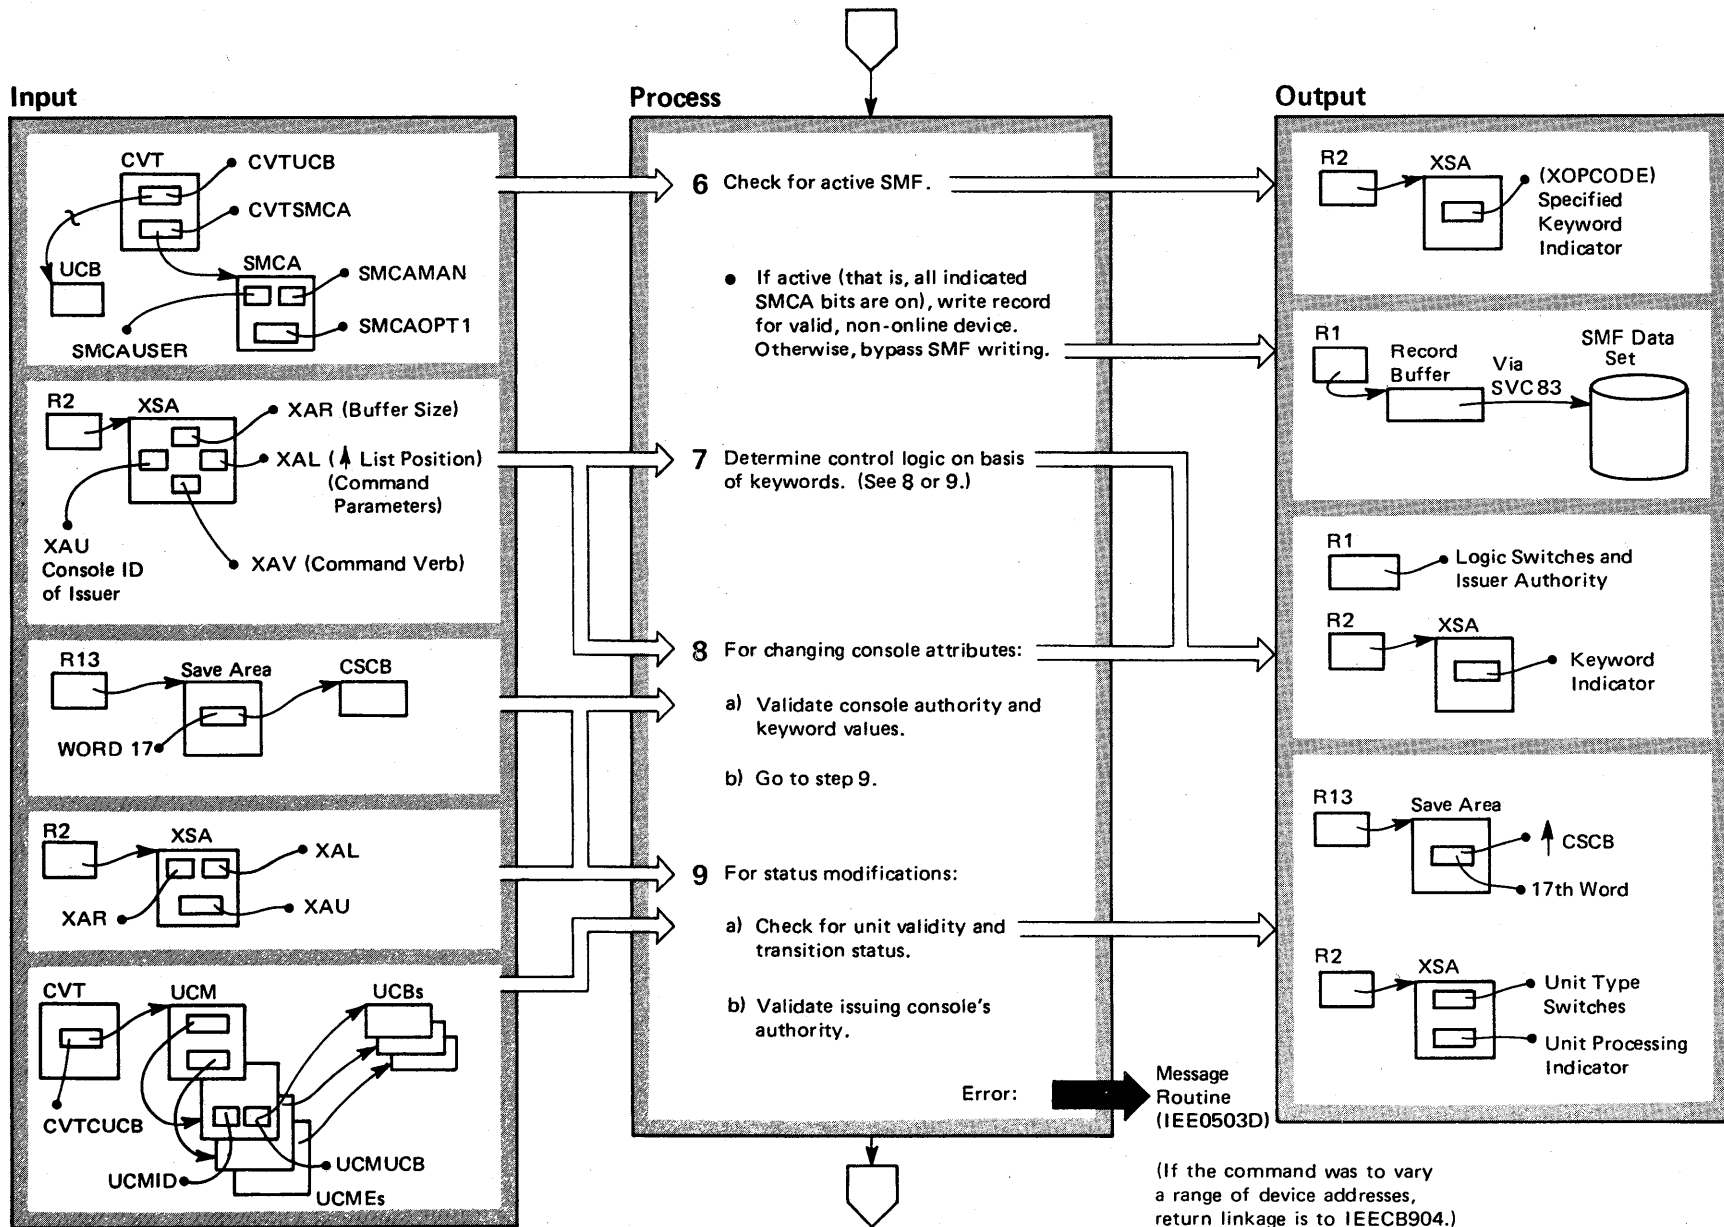 Input
CVT
CVTUCB
CVTSMCA
UCB
SMCA
SMCAMAN
SMCAOPT1
SMCAUSER
R2
XSA
XAR (Buffer Size)
XAL (↑ List Position)
(Command
Parameters)
XAU
Console ID
of Issuer
XAV (Command Verb)
R13
Save Area
CSCB
WORD 17
R2
XSA
XAL
XAR
XAU
CVT
UCM
UCBs
CVTCUCB
UCMID
UCMUCB
UCMEs
Process
6 Check for active SMF.
• If active (that is, all indicated
SMCA bits are on), write record
for valid, non-online device.
Otherwise, bypass SMF writing.
7 Determine control logic on basis
of keywords. (See 8 or 9.)
8 For changing console attributes:
a) Validate console authority and
keyword values.
b) Go to step 9.
9 For status modifications:
a) Check for unit validity and
transition status.
b) Validate issuing console's
authority.
Error:
Message
Routine
(IEE0503D)
(If the command was to vary
a range of device addresses,
return linkage is to IEECB904.)
Output
R2
XSA
(XOPCODE)
Specified
Keyword
Indicator
R1
Record
Buffer
Via
SVC 83
SMF Data
Set
R1
Logic Switches and
Issuer Authority
R2
XSA
Keyword
Indicator
R13
Save Area
↑ CSCB
17th Word
R2
XSA
Unit Type
Switches
Unit Processing
Indicator